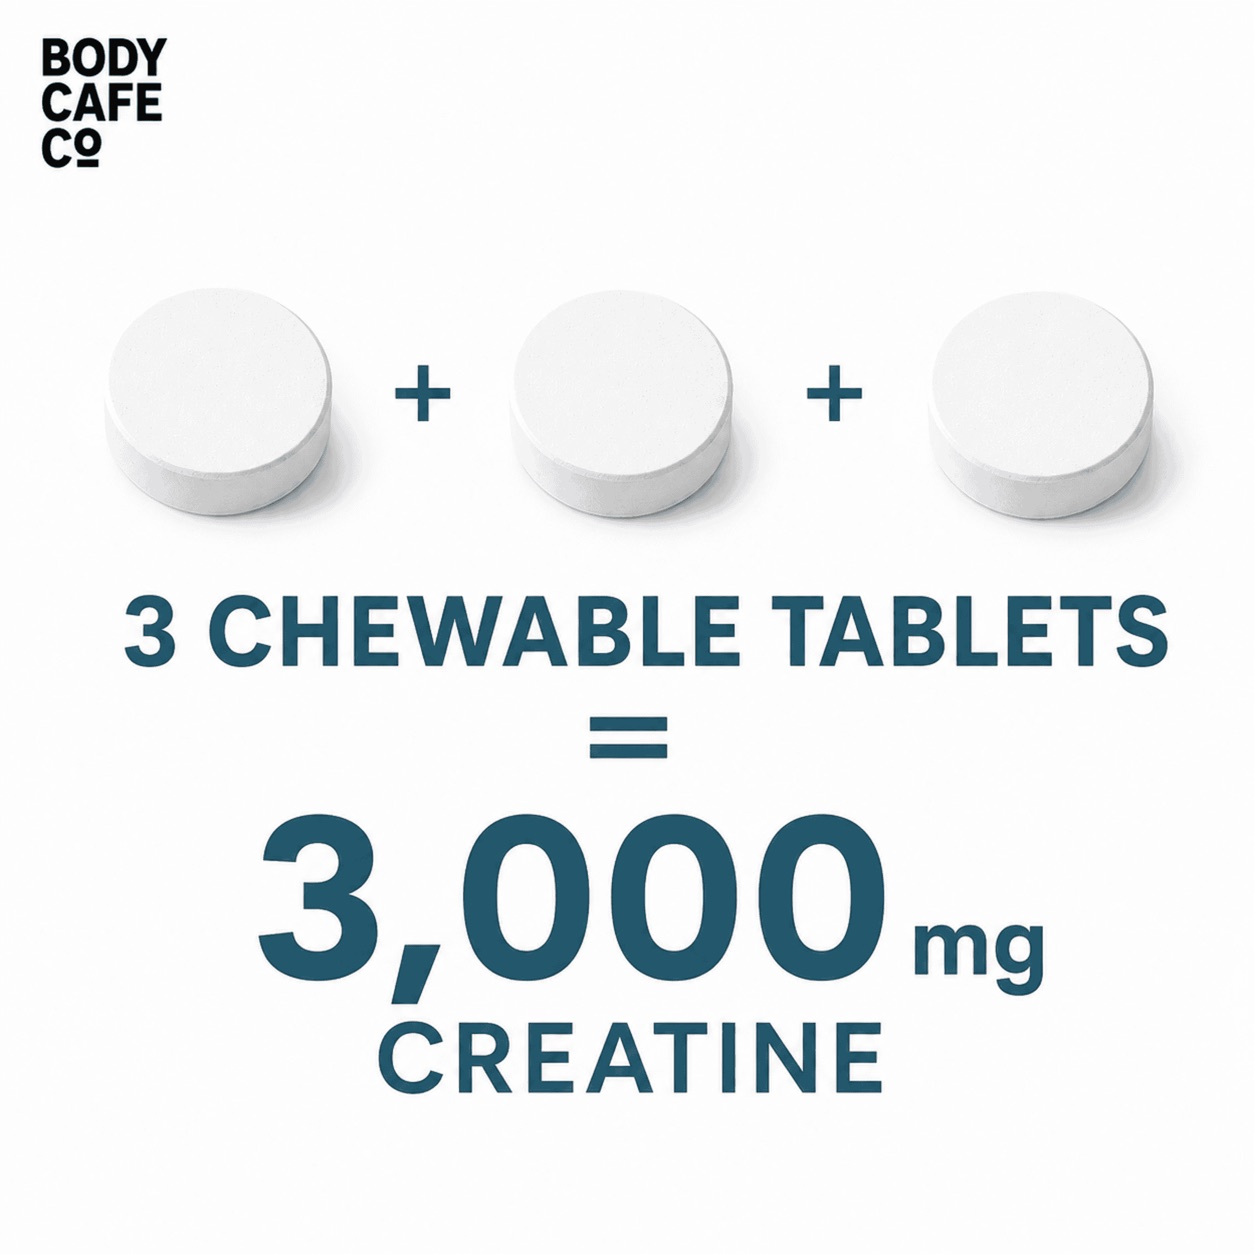 BODY
CAFE
Cº
+ +
3 CHEWABLE TABLETS
=
3,000 mg
CREATINE